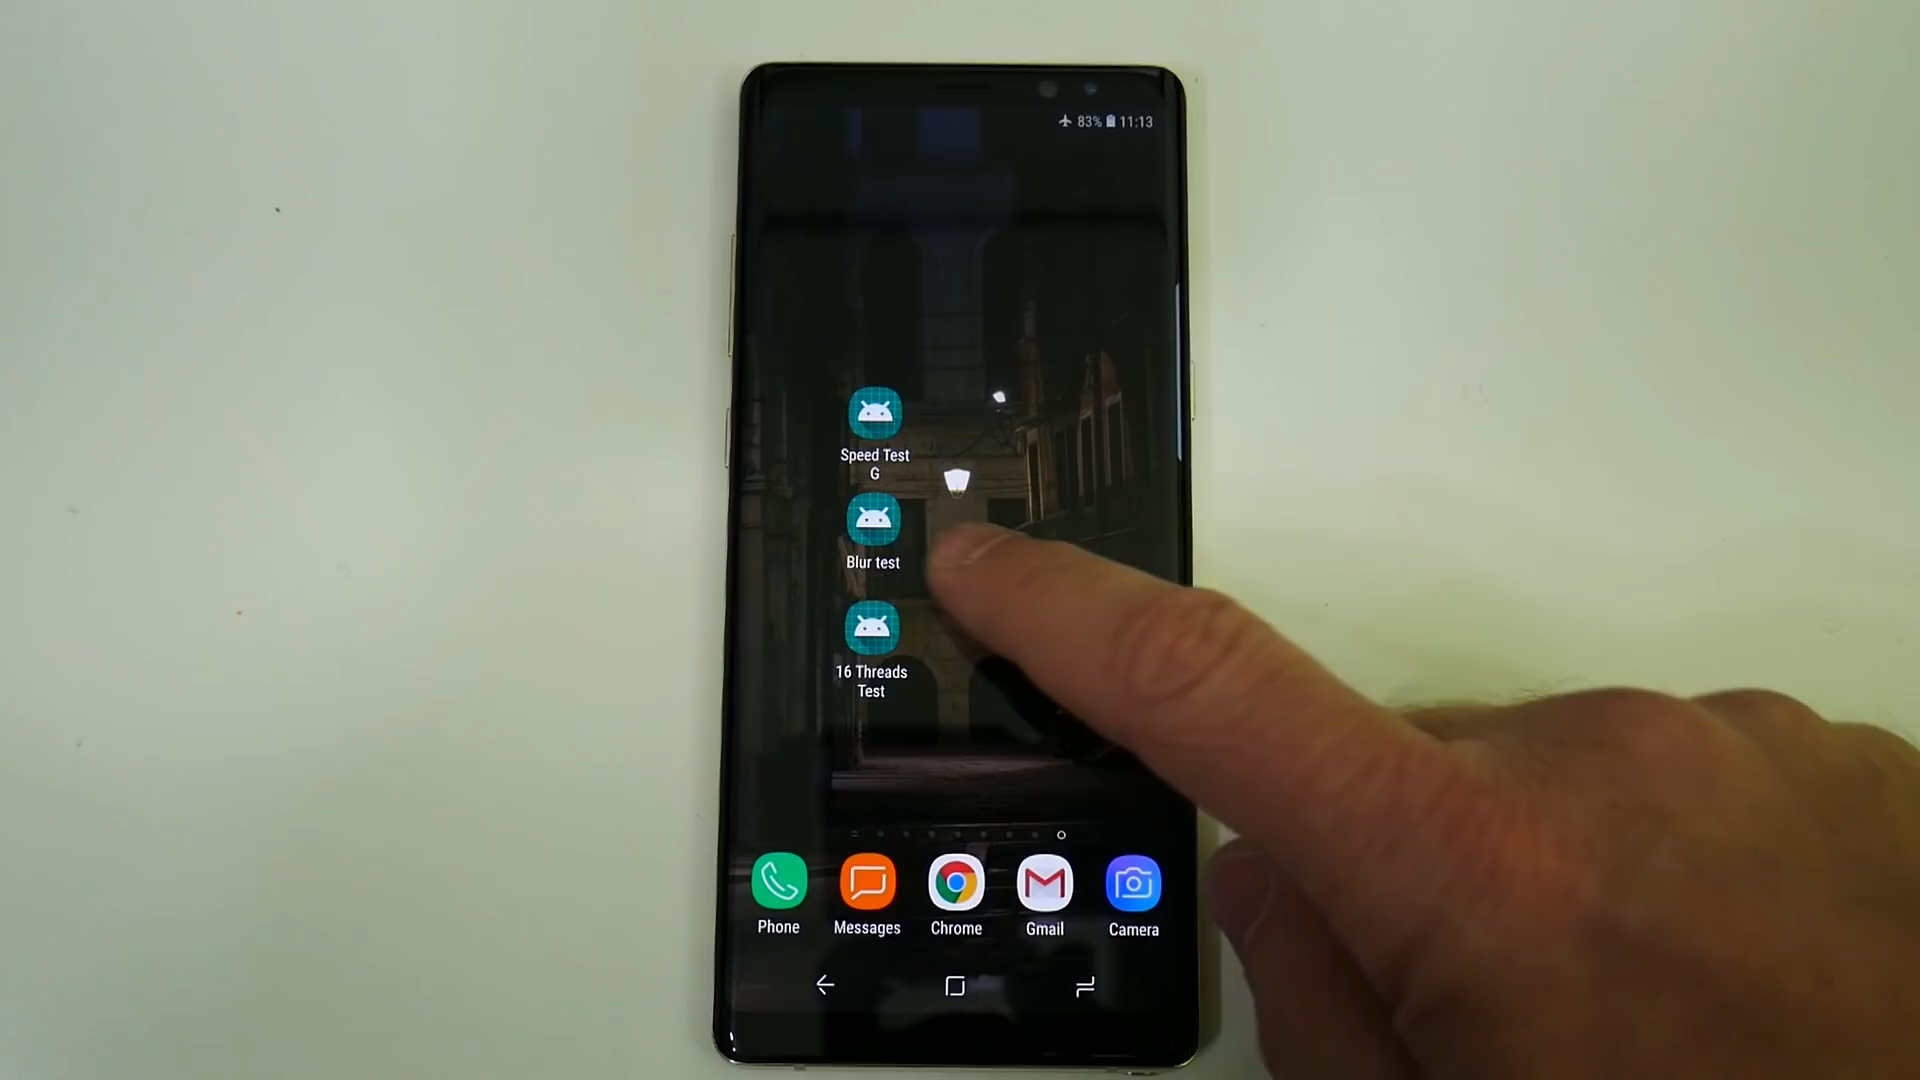 83% 11:13
Speed Test
G
Blur test
16 Threads
Test
Phone Messages Chrome Gmail Camera